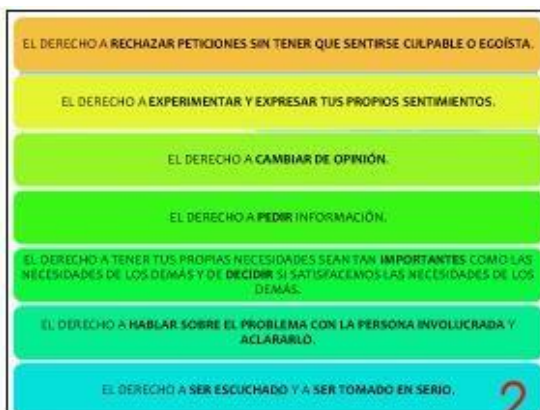 EL DERECHO A RECHAZAR PETICIONES SIN TENER QUE SENTIRSE CULPABLE O EGOÍSTA.
EL DERECHO A EXPERIMENTAR Y EXPRESAR TUS PROPIOS SENTIMIENTOS.
EL DERECHO A CAMBIAR DE OPINIÓN.
EL DERECHO A PEDIR INFORMACIÓN.
EL DERECHO A TENER TUS PROPIAS NECESIDADES SEAN TAN IMPORTANTES COMO LAS
NECESIDADES DE LOS DEMÁS Y DE DECIDIR SI SATISFACEMOS LAS NECESIDADES DE LOS
DEMÁS.
EL DERECHO A HABLAR SOBRE EL PROBLEMA CON LA PERSONA INVOLUCRADA Y
ACLARARLO.
EL DERECHO A SER ESCUCHADO Y A SER TOMADO EN SERIO.
2